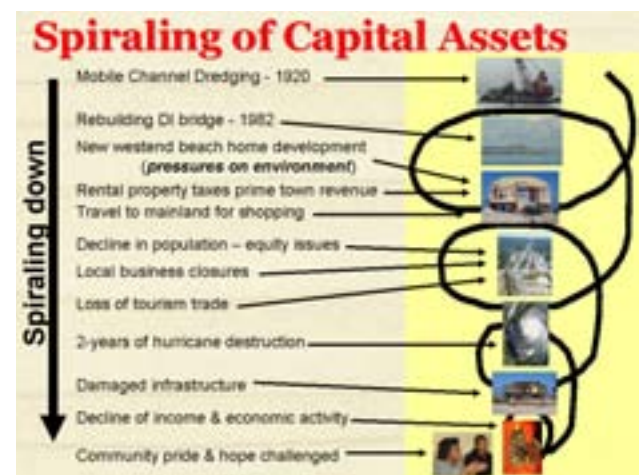 Spiraling of Capital Assets
Mobile Channel Dredging - 1920
Rebuilding DI bridge - 1982
New westend beach home development
(pressures on environment)
Rental property taxes prime town revenue
Travel to mainland for shopping
Decline in population – equity issues
Local business closures
Loss of tourism trade
2-years of hurricane destruction
Damaged infrastructure
Decline of income & economic activity
Community pride & hope challenged
Spiraling down